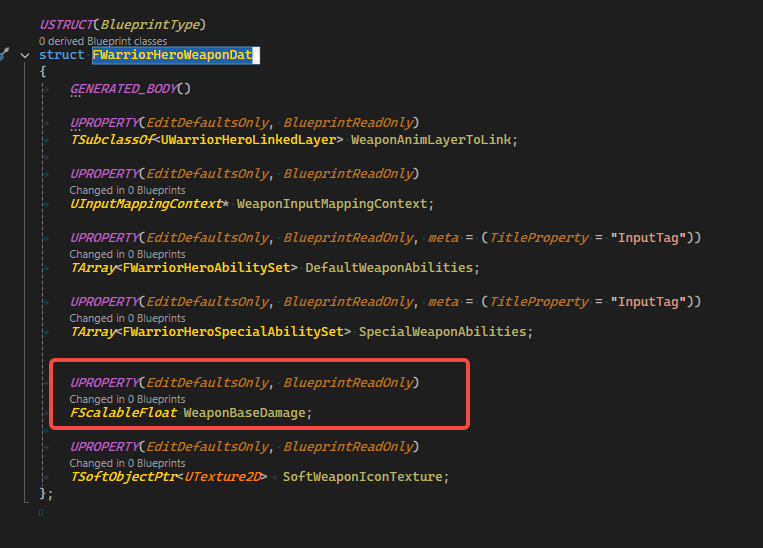 USTRUCT(BlueprintType)
0 derived Blueprint classes
struct FWarriorHeroWeaponDat
{
GENERATED_BODY()
UPROPERTY(EditDefaultsOnly, BlueprintReadOnly)
TSubclassOf<UWarriorHeroLinkedLayer> WeaponAnimLayerToLink;
UPROPERTY(EditDefaultsOnly, BlueprintReadOnly)
Changed in 0 Blueprints
UInputMappingContext* WeaponInputMappingContext;
UPROPERTY(EditDefaultsOnly, BlueprintReadOnly, meta = (TitleProperty = "InputTag"))
Changed in 0 Blueprints
TArray<FWarriorHeroAbilitySet> DefaultWeaponAbilities;
UPROPERTY(EditDefaultsOnly, BlueprintReadOnly, meta = (TitleProperty = "InputTag"))
Changed in 0 Blueprints
TArray<FWarriorHeroSpecialAbilitySet> SpecialWeaponAbilities;
UPROPERTY(EditDefaultsOnly, BlueprintReadOnly)
Changed in 0 Blueprints
FScalableFloat WeaponBaseDamage;
UPROPERTY(EditDefaultsOnly, BlueprintReadOnly)
Changed in 0 Blueprints
TSoftObjectPtr<UTexture2D> SoftWeaponIconTexture;
};